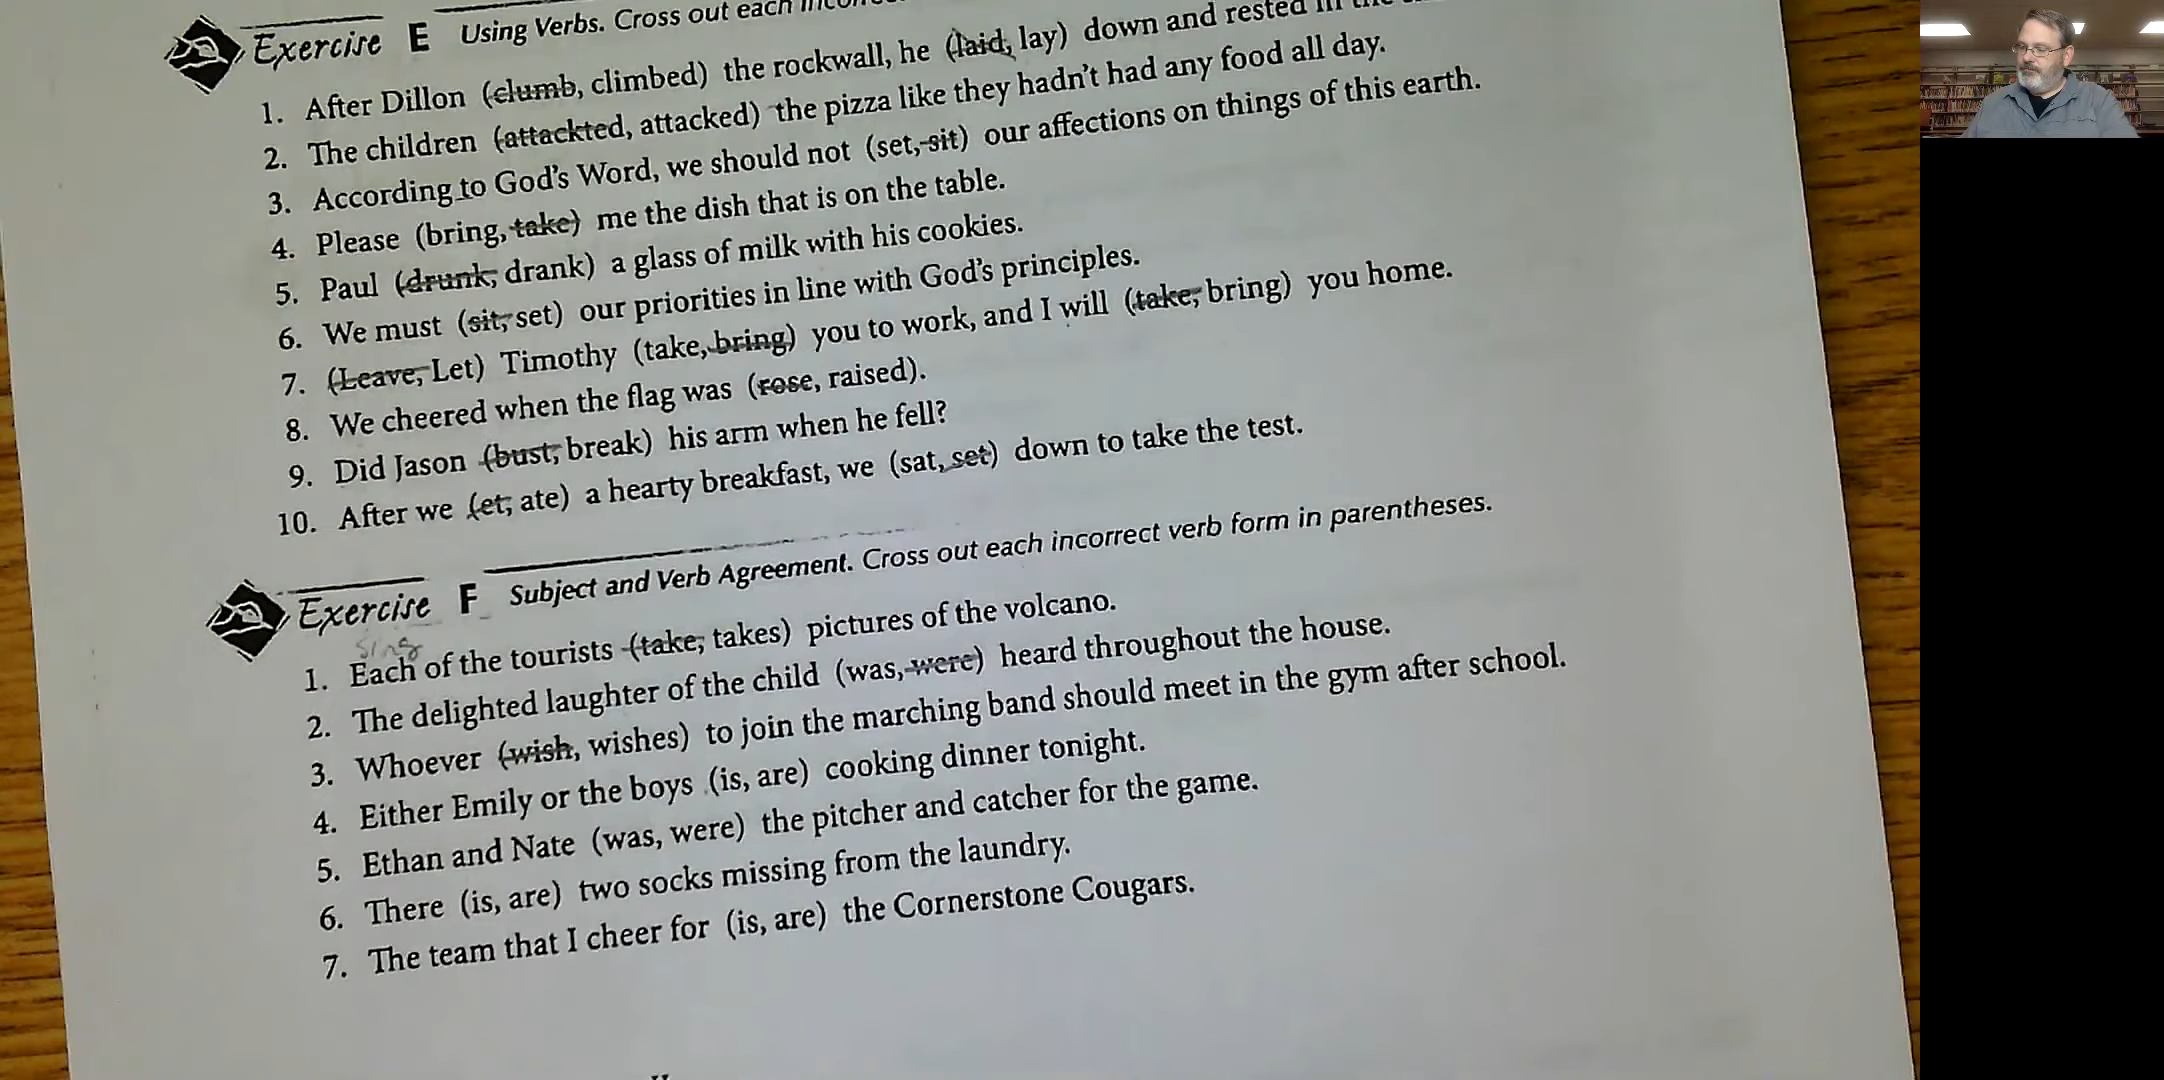 Exercise E Using Verbs. Cross out each
1. After Dillon (clumb, climbed) the rockwall, he (laid, lay) down and rested in the
2. The children (attackted, attacked) the pizza like they hadn't had any food all day.
3. According to God's Word, we should not (set, sit) our affections on things of this earth.
4. Please (bring, take) me the dish that is on the table.
5. Paul (drunk, drank) a glass of milk with his cookies.
6. We must (sit, set) our priorities in line with God's principles.
7. (Leave, Let) Timothy (take, bring) you to work, and I will (take, bring) you home.
8. We cheered when the flag was (rose, raised).
9. Did Jason (bust, break) his arm when he fell?
10. After we (et, ate) a hearty breakfast, we (sat, set) down to take the test.
Exercise F Subject and Verb Agreement. Cross out each incorrect verb form in parentheses.
sing
1. Each of the tourists (take, takes) pictures of the volcano.
2. The delighted laughter of the child (was, were) heard throughout the house.
3. Whoever (wish, wishes) to join the marching band should meet in the gym after school.
4. Either Emily or the boys (is, are) cooking dinner tonight.
5. Ethan and Nate (was, were) the pitcher and catcher for the game.
6. There (is, are) two socks missing from the laundry.
7. The team that I cheer for (is, are) the Cornerstone Cougars.